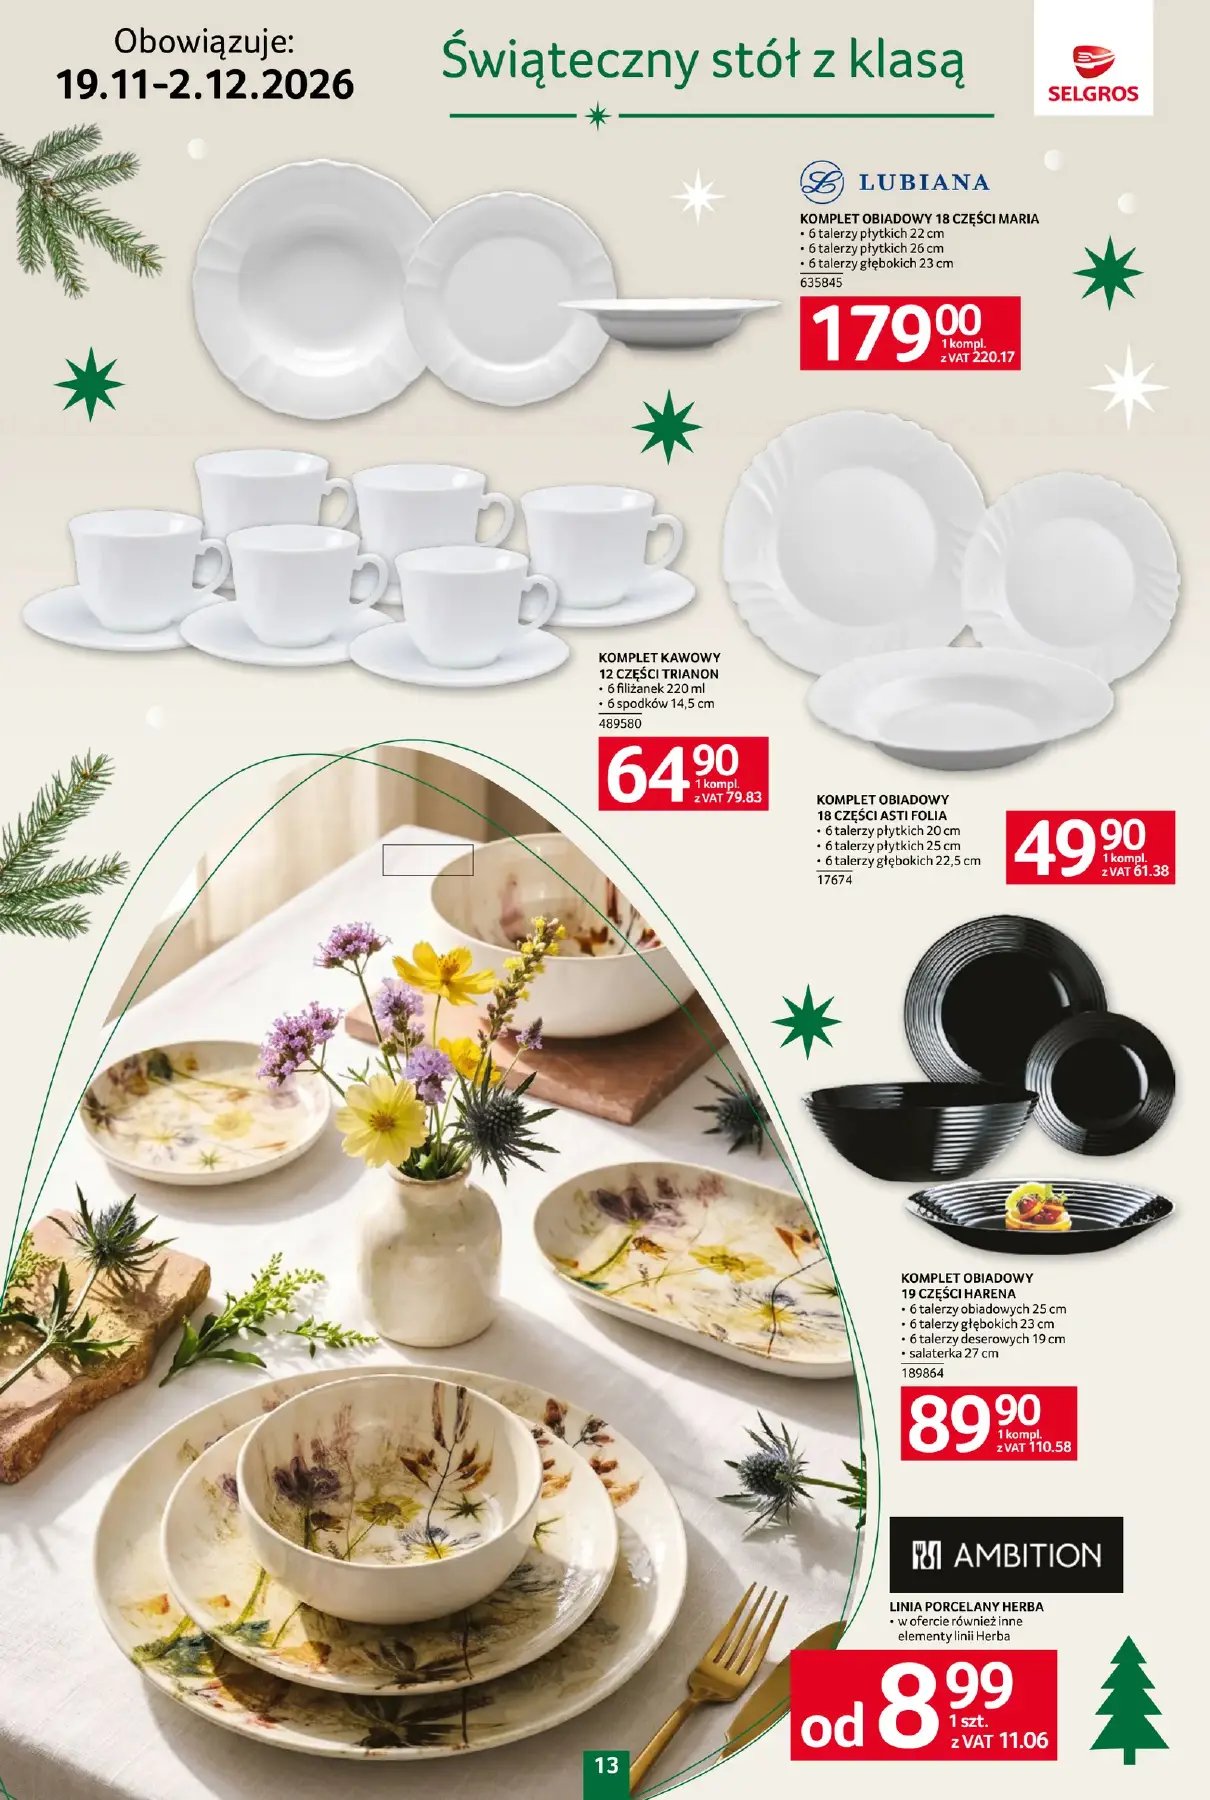 Obowiązuje:
19.11-2.12.2026
Świąteczny stół z klasą
SELGROS
LUBIANA
KOMPLET OBIADOWY 18 CZĘŚCI MARIA
• 6 talerzy płytkich 22 cm
• 6 talerzy płytkich 26 cm
• 6 talerzy głębokich 23 cm
635845
179 00
1 kompl.
z VAT 220.17
KOMPLET KAWOWY
12 CZĘŚCI TRIANON
• 6 filiżanek 220 ml
• 6 spodków 14,5 cm
489580
64 90
1 kompl.
z VAT 79.83
KOMPLET OBIADOWY
18 CZĘŚCI ASTI FOLIA
• 6 talerzy płytkich 20 cm
• 6 talerzy płytkich 25 cm
• 6 talerzy głębokich 22,5 cm
17674
49 90
1 kompl.
z VAT 61.38
KOMPLET OBIADOWY
19 CZĘŚCI HARENA
• 6 talerzy obiadowych 25 cm
• 6 talerzy głębokich 23 cm
• 6 talerzy deserowych 19 cm
• salaterka 27 cm
189864
89 90
1 kompl.
z VAT 110.58
AMBITION
LINIA PORCELANY HERBA
• w ofercie również inne
elementy linii Herba
od 8 99
1 szt.
z VAT 11.06
13